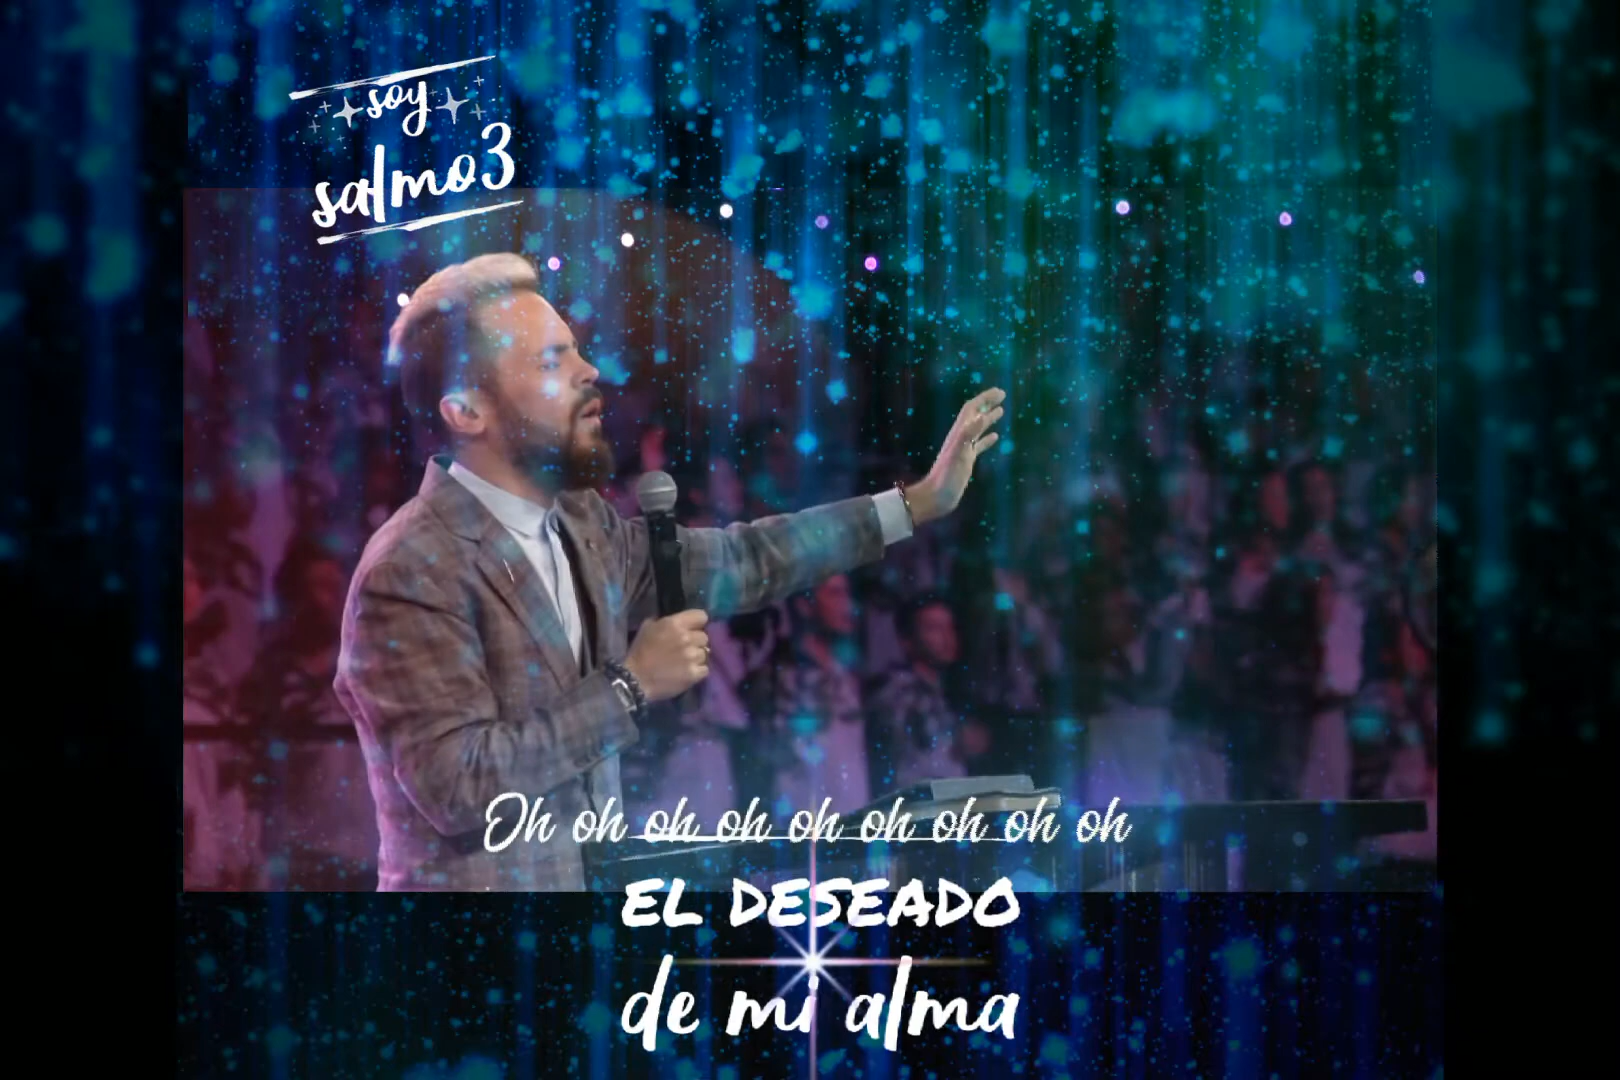 soy
salmo3
Oh oh oh oh oh oh oh oh oh
EL DESEADO
de mi alma